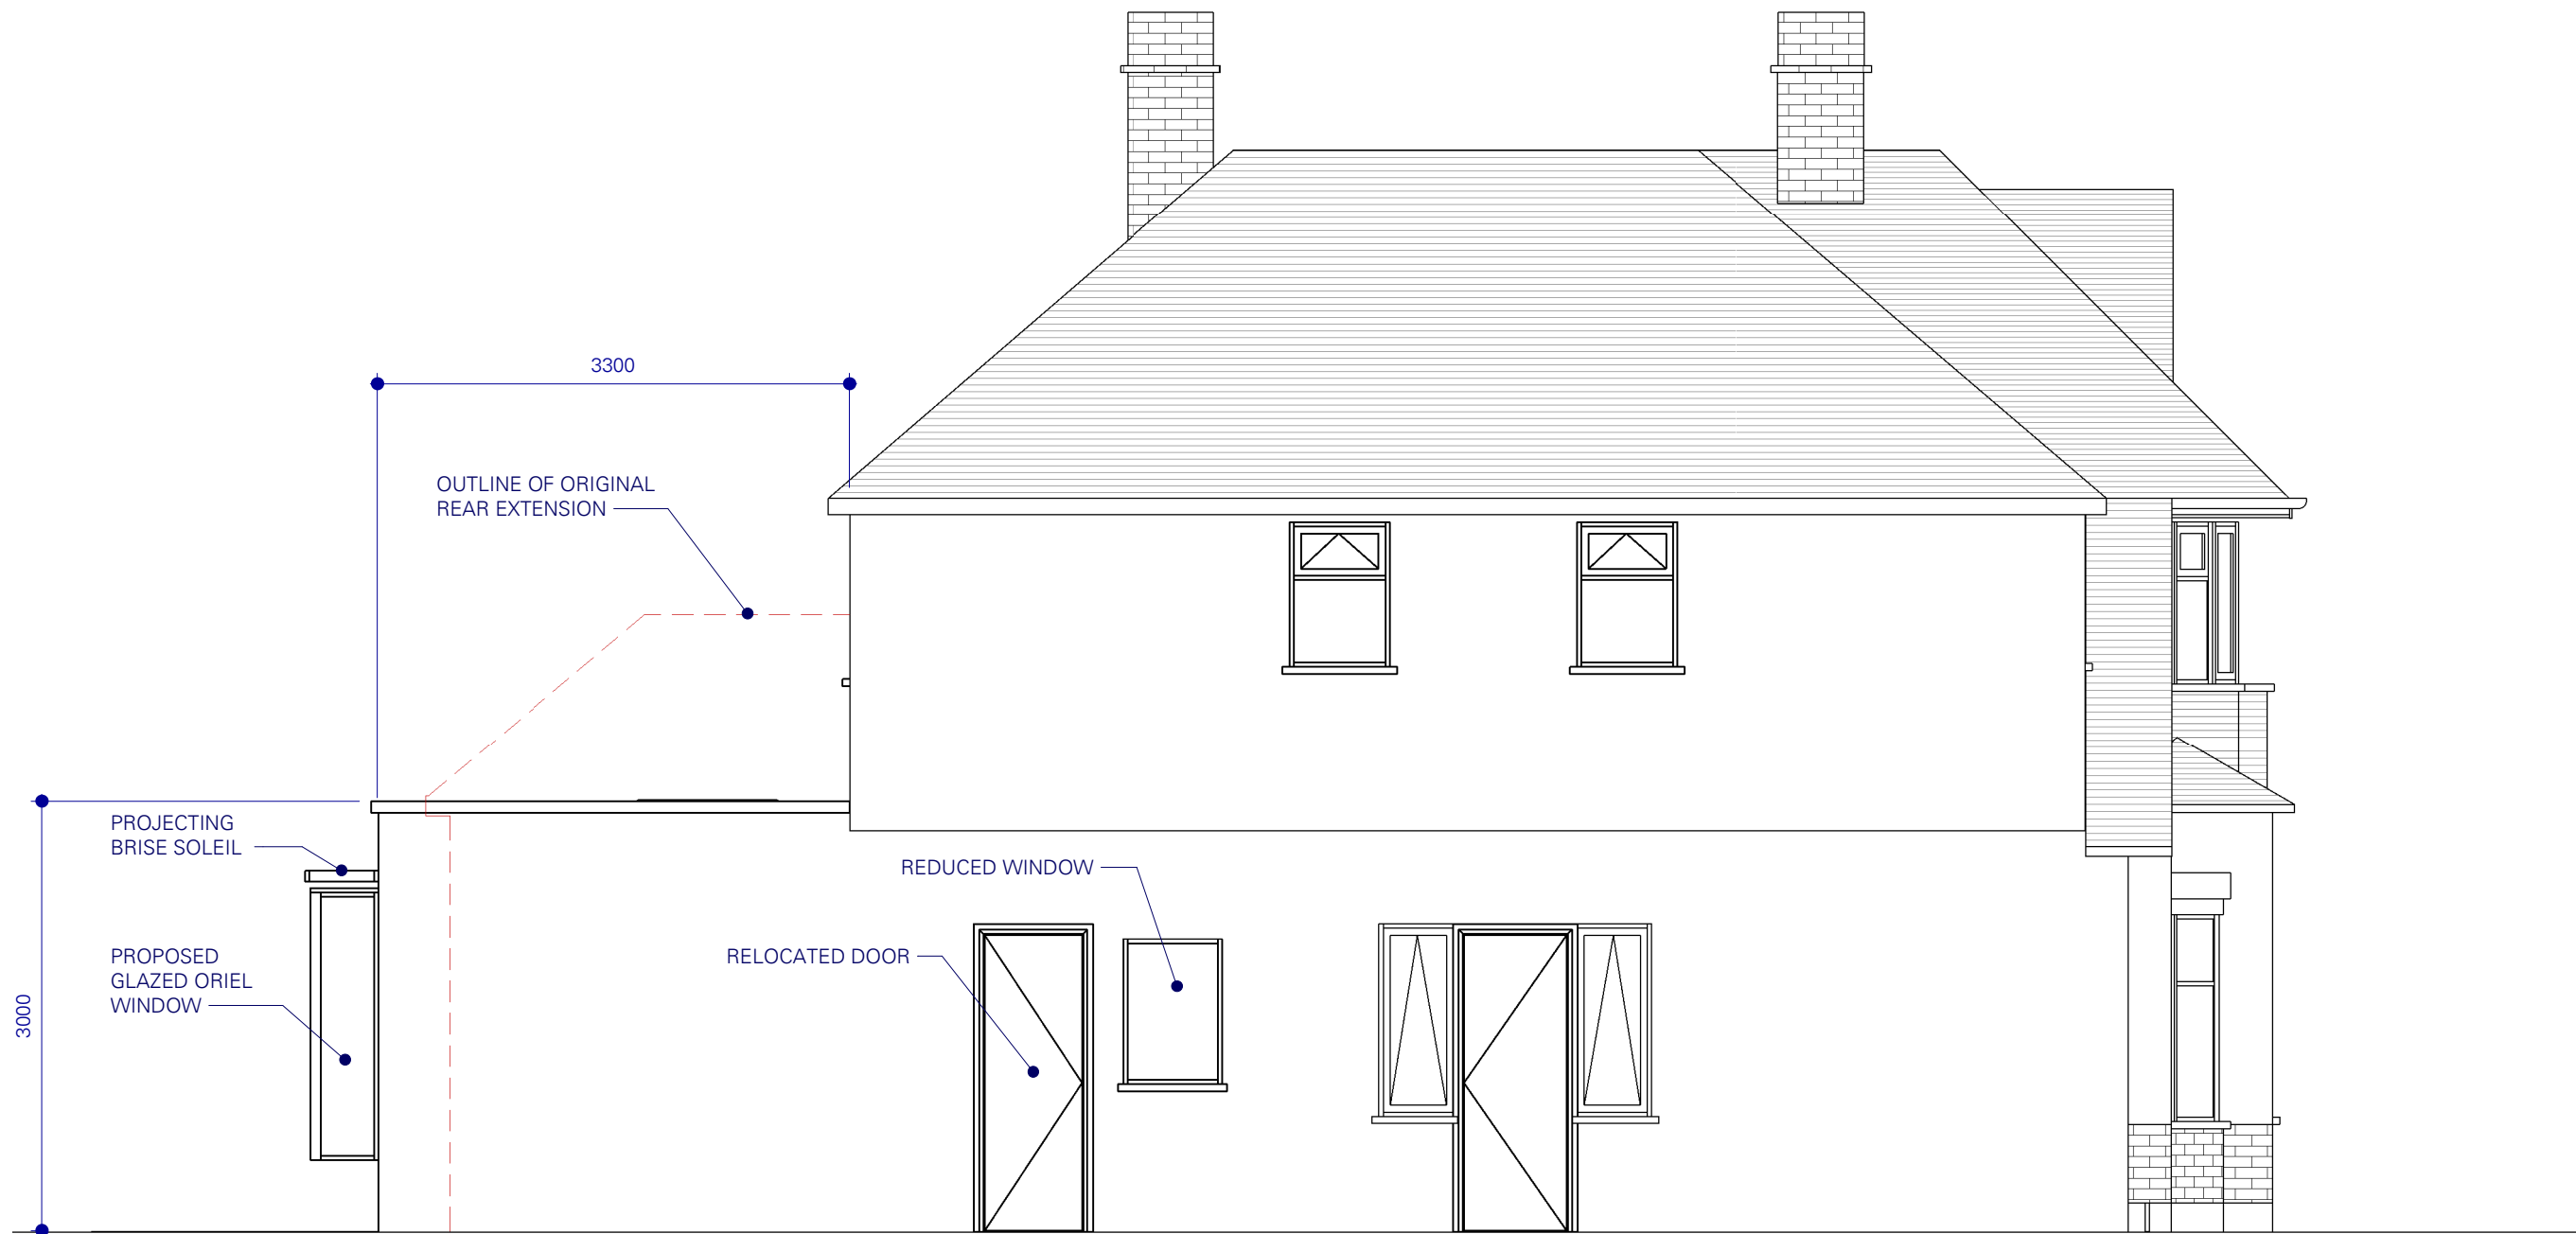 3300
OUTLINE OF ORIGINAL
REAR EXTENSION
PROJECTING
BRISE SOLEIL
REDUCED WINDOW
RELOCATED DOOR
PROPOSED
GLAZED ORIEL
WINDOW
3000